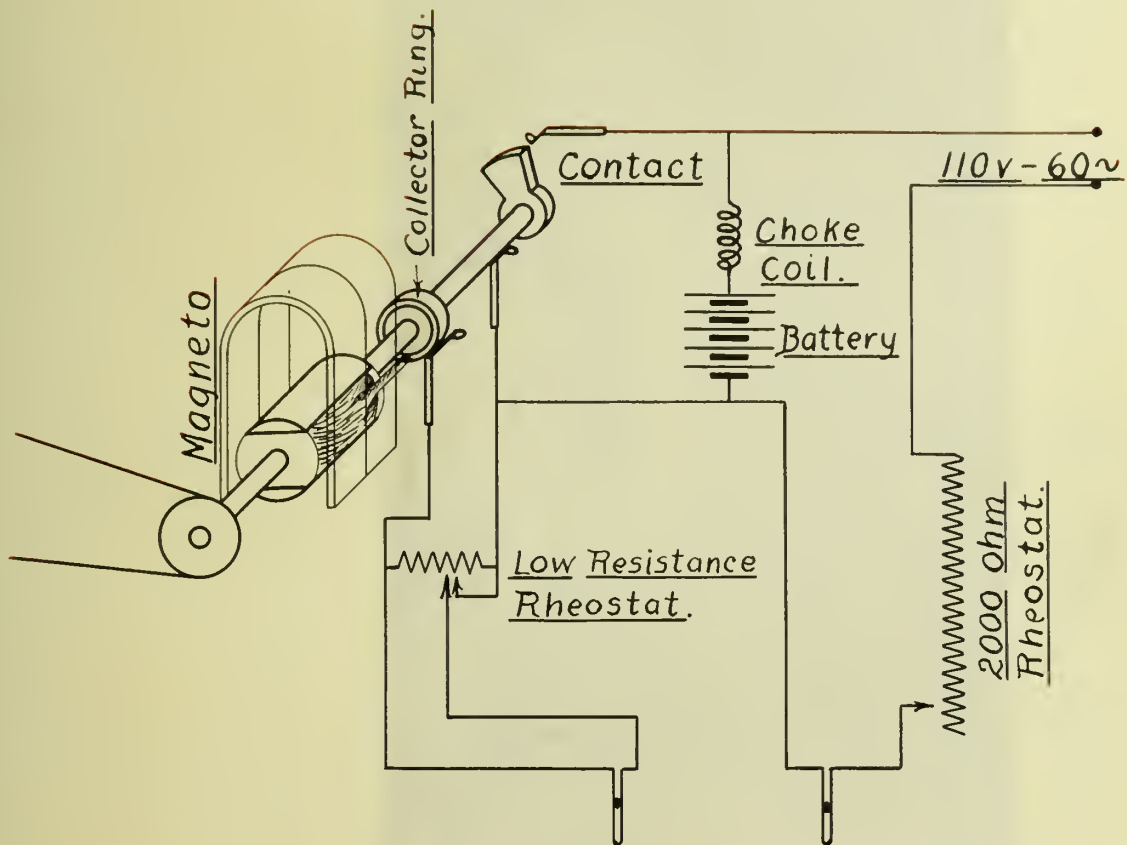 Collector Ring.
Contact
110v - 60~
Choke
Coil.
Battery
Magneto
Low Resistance
Rheostat.
2000 Ohm
Rheostat.